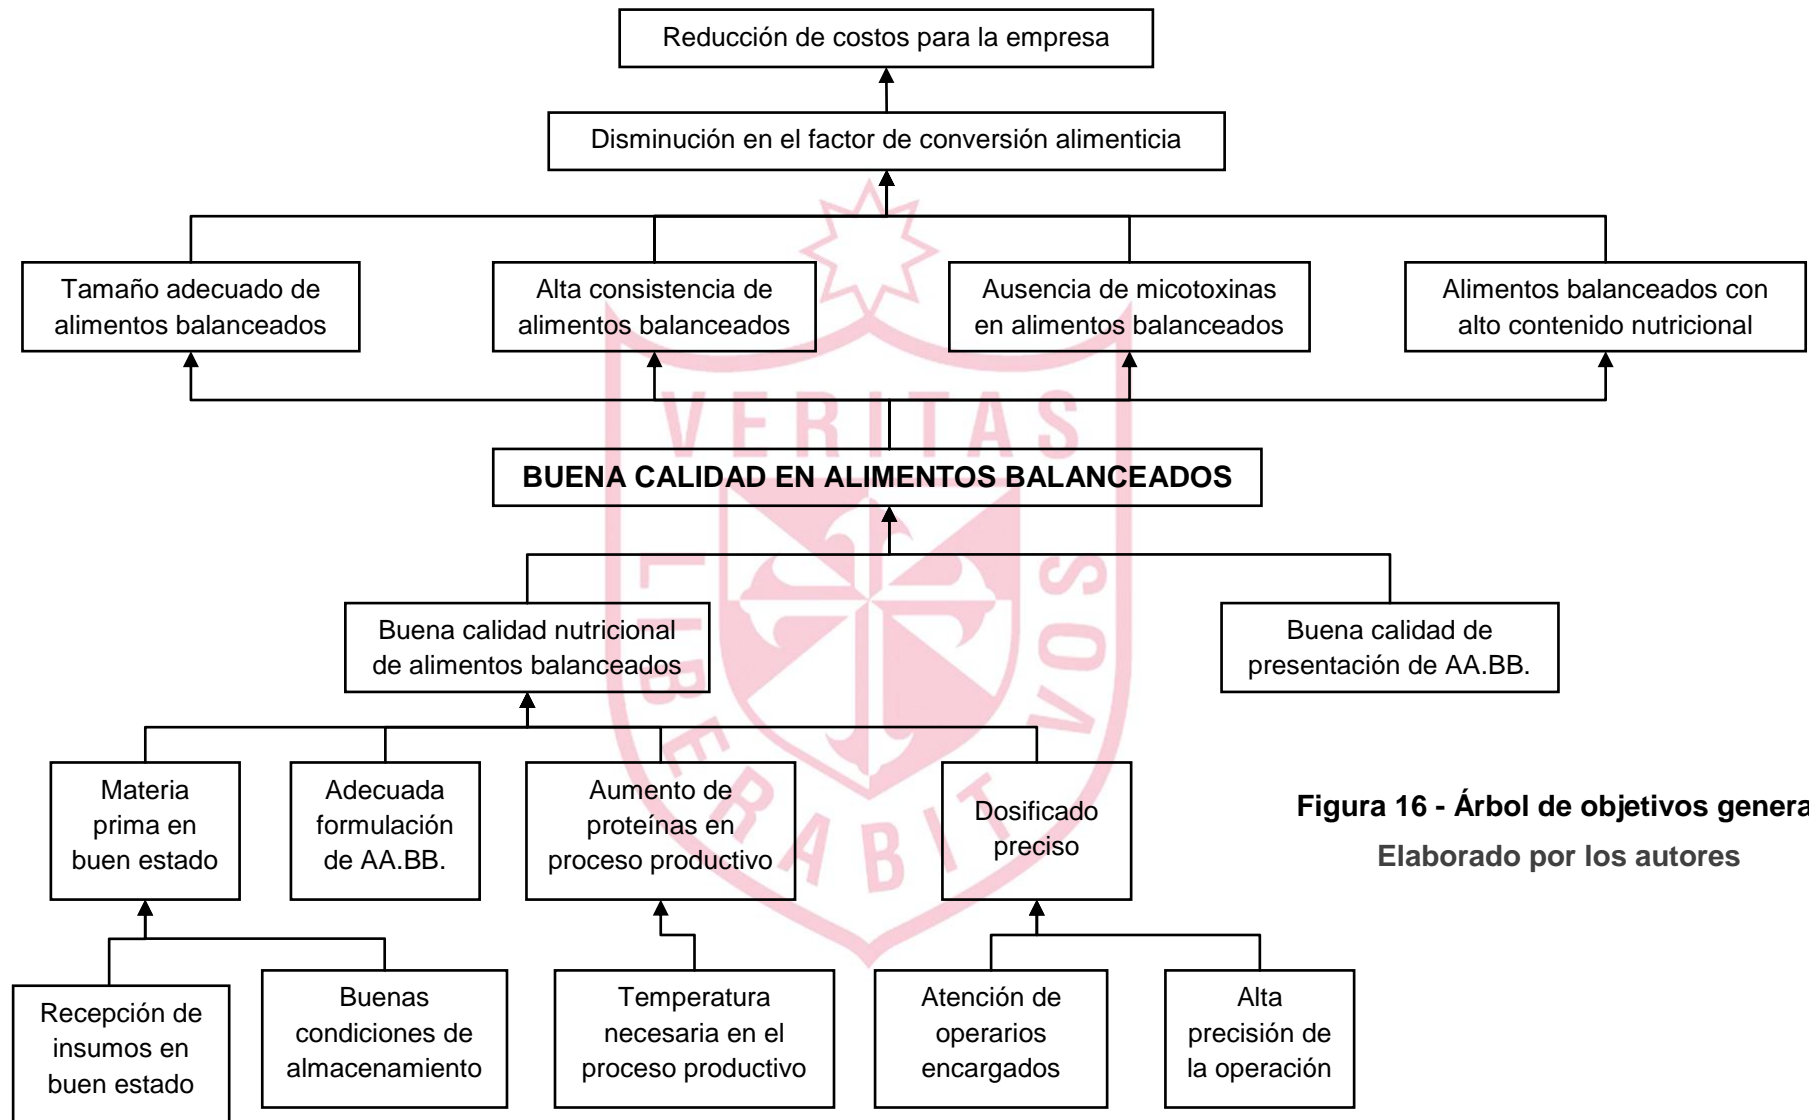 Reducción de costos para la empresa
Disminución en el factor de conversión alimenticia
Tamaño adecuado de
alimentos balanceados
Alta consistencia de
alimentos balanceados
Ausencia de micotoxinas
en alimentos balanceados
Alimentos balanceados con
alto contenido nutricional
VERITAS
BUENA CALIDAD EN ALIMENTOS BALANCEADOS
LIBERABIT
VOS
Buena calidad nutricional
de alimentos balanceados
Buena calidad de
presentación de AA.BB.
Materia
prima en
buen estado
Adecuada
formulación
de AA.BB.
Aumento de
proteínas en
proceso productivo
Dosificado
preciso
Figura 16 - Árbol de objetivos genera
Elaborado por los autores
Recepción de
insumos en
buen estado
Buenas
condiciones de
almacenamiento
Temperatura
necesaria en el
proceso productivo
Atención de
operarios
encargados
Alta
precisión de
la operación